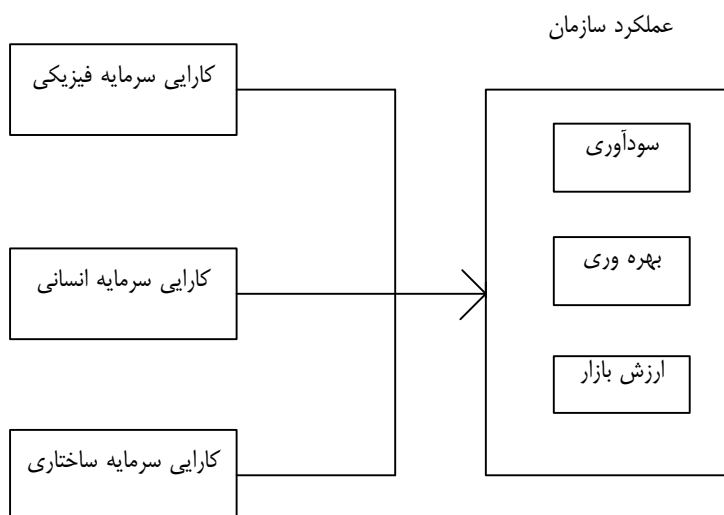 عملکرد سازمان
کارایی سرمایه فیزیکی
سودآوری
کارایی سرمایه انسانی
بهره وری
ارزش بازار
کارایی سرمایه ساختاری